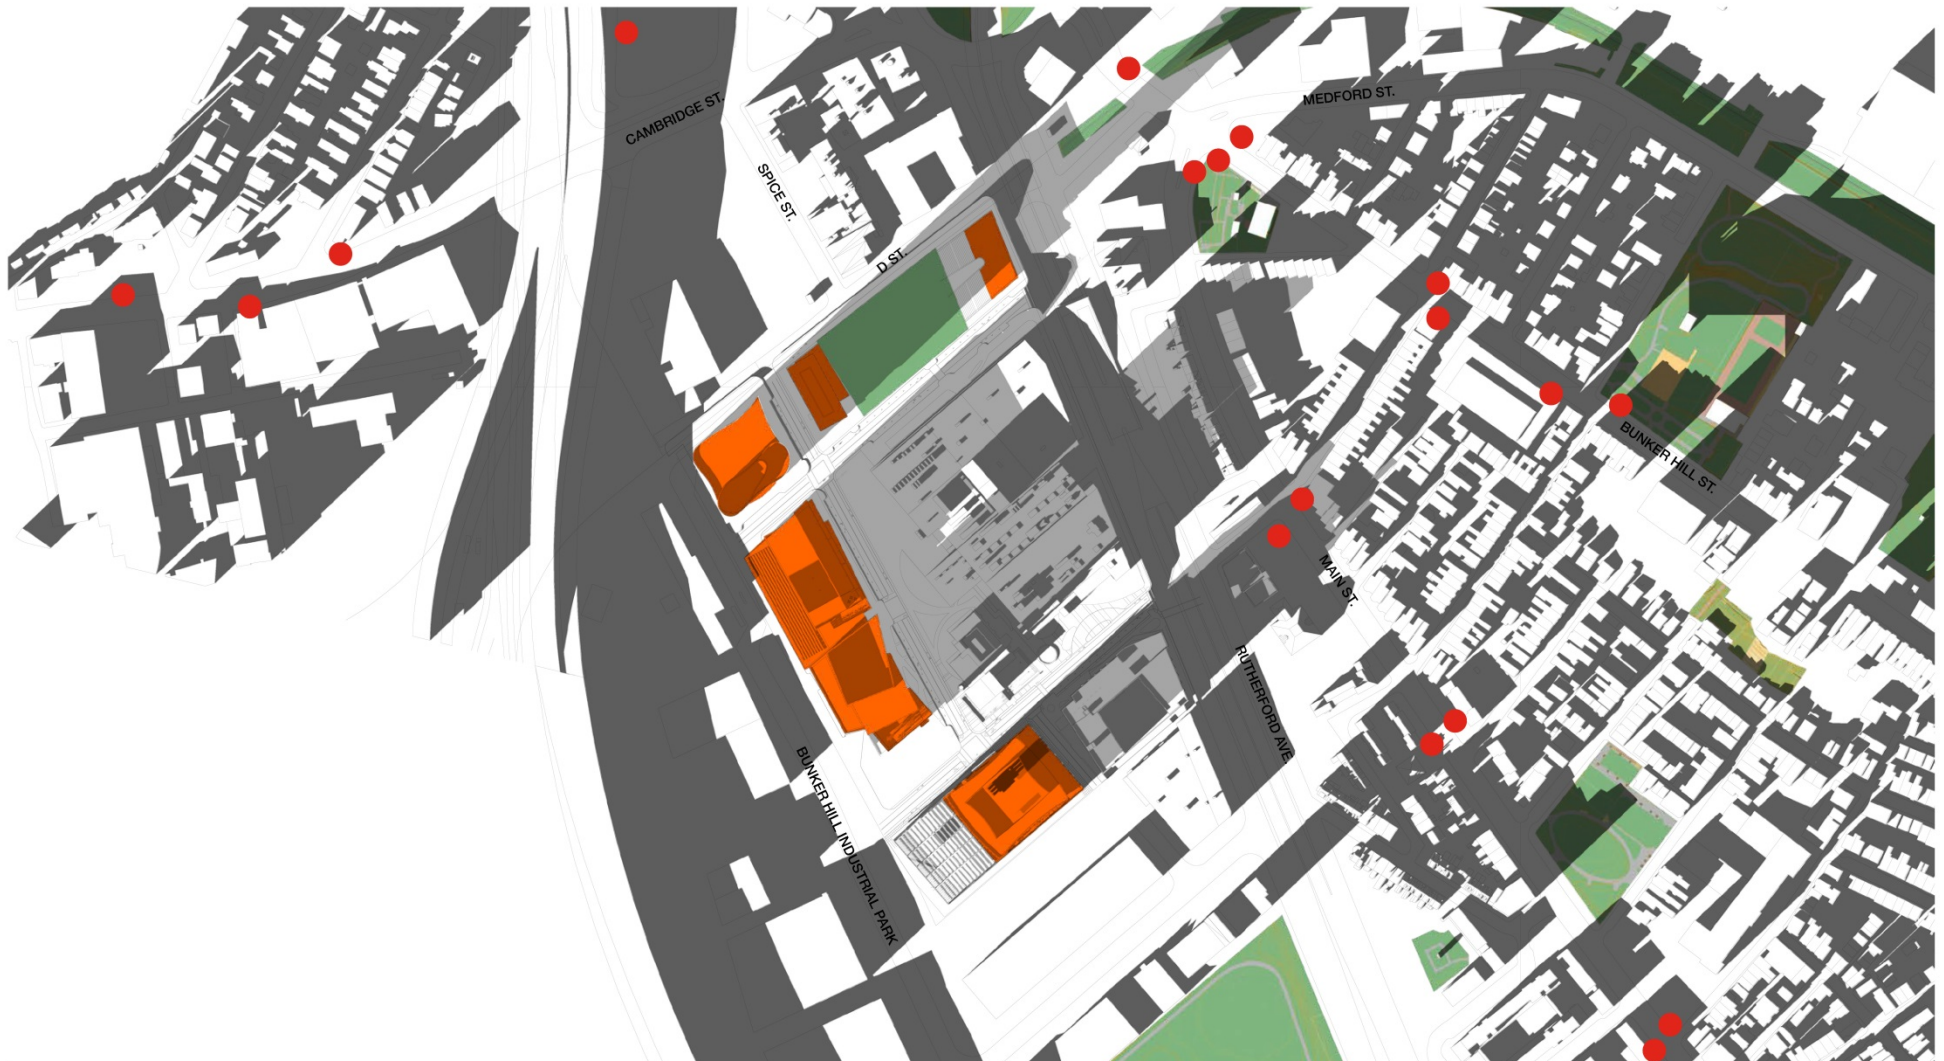 CAMBRIDGE ST.
MEDFORD ST.
SPICE ST.
D ST.
BUNKER HILL ST.
MAIN ST.
RUTHERFORD AVE.
BUNKER HILL INDUSTRIAL PARK